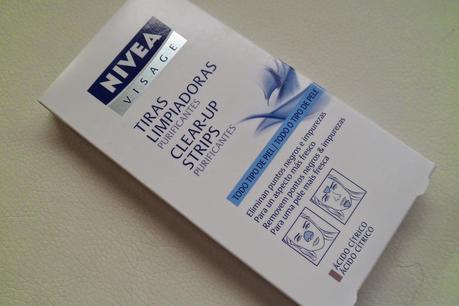 NIVEA
VISAGE
TIRAS
LIMPIADORAS
PURIFICANTES
CLEAR-UP
STRIPS
PURIFICANTES
TODO TIPO DE PIEL / TODO O TIPO DE PELE
Eliminan puntos negros e impurezas
Para un aspecto más fresco
Removem pontos negros & impurezas
Para uma pele mais fresca
ÁCIDO CÍTRICO
ÁCIDO CÍTRICO